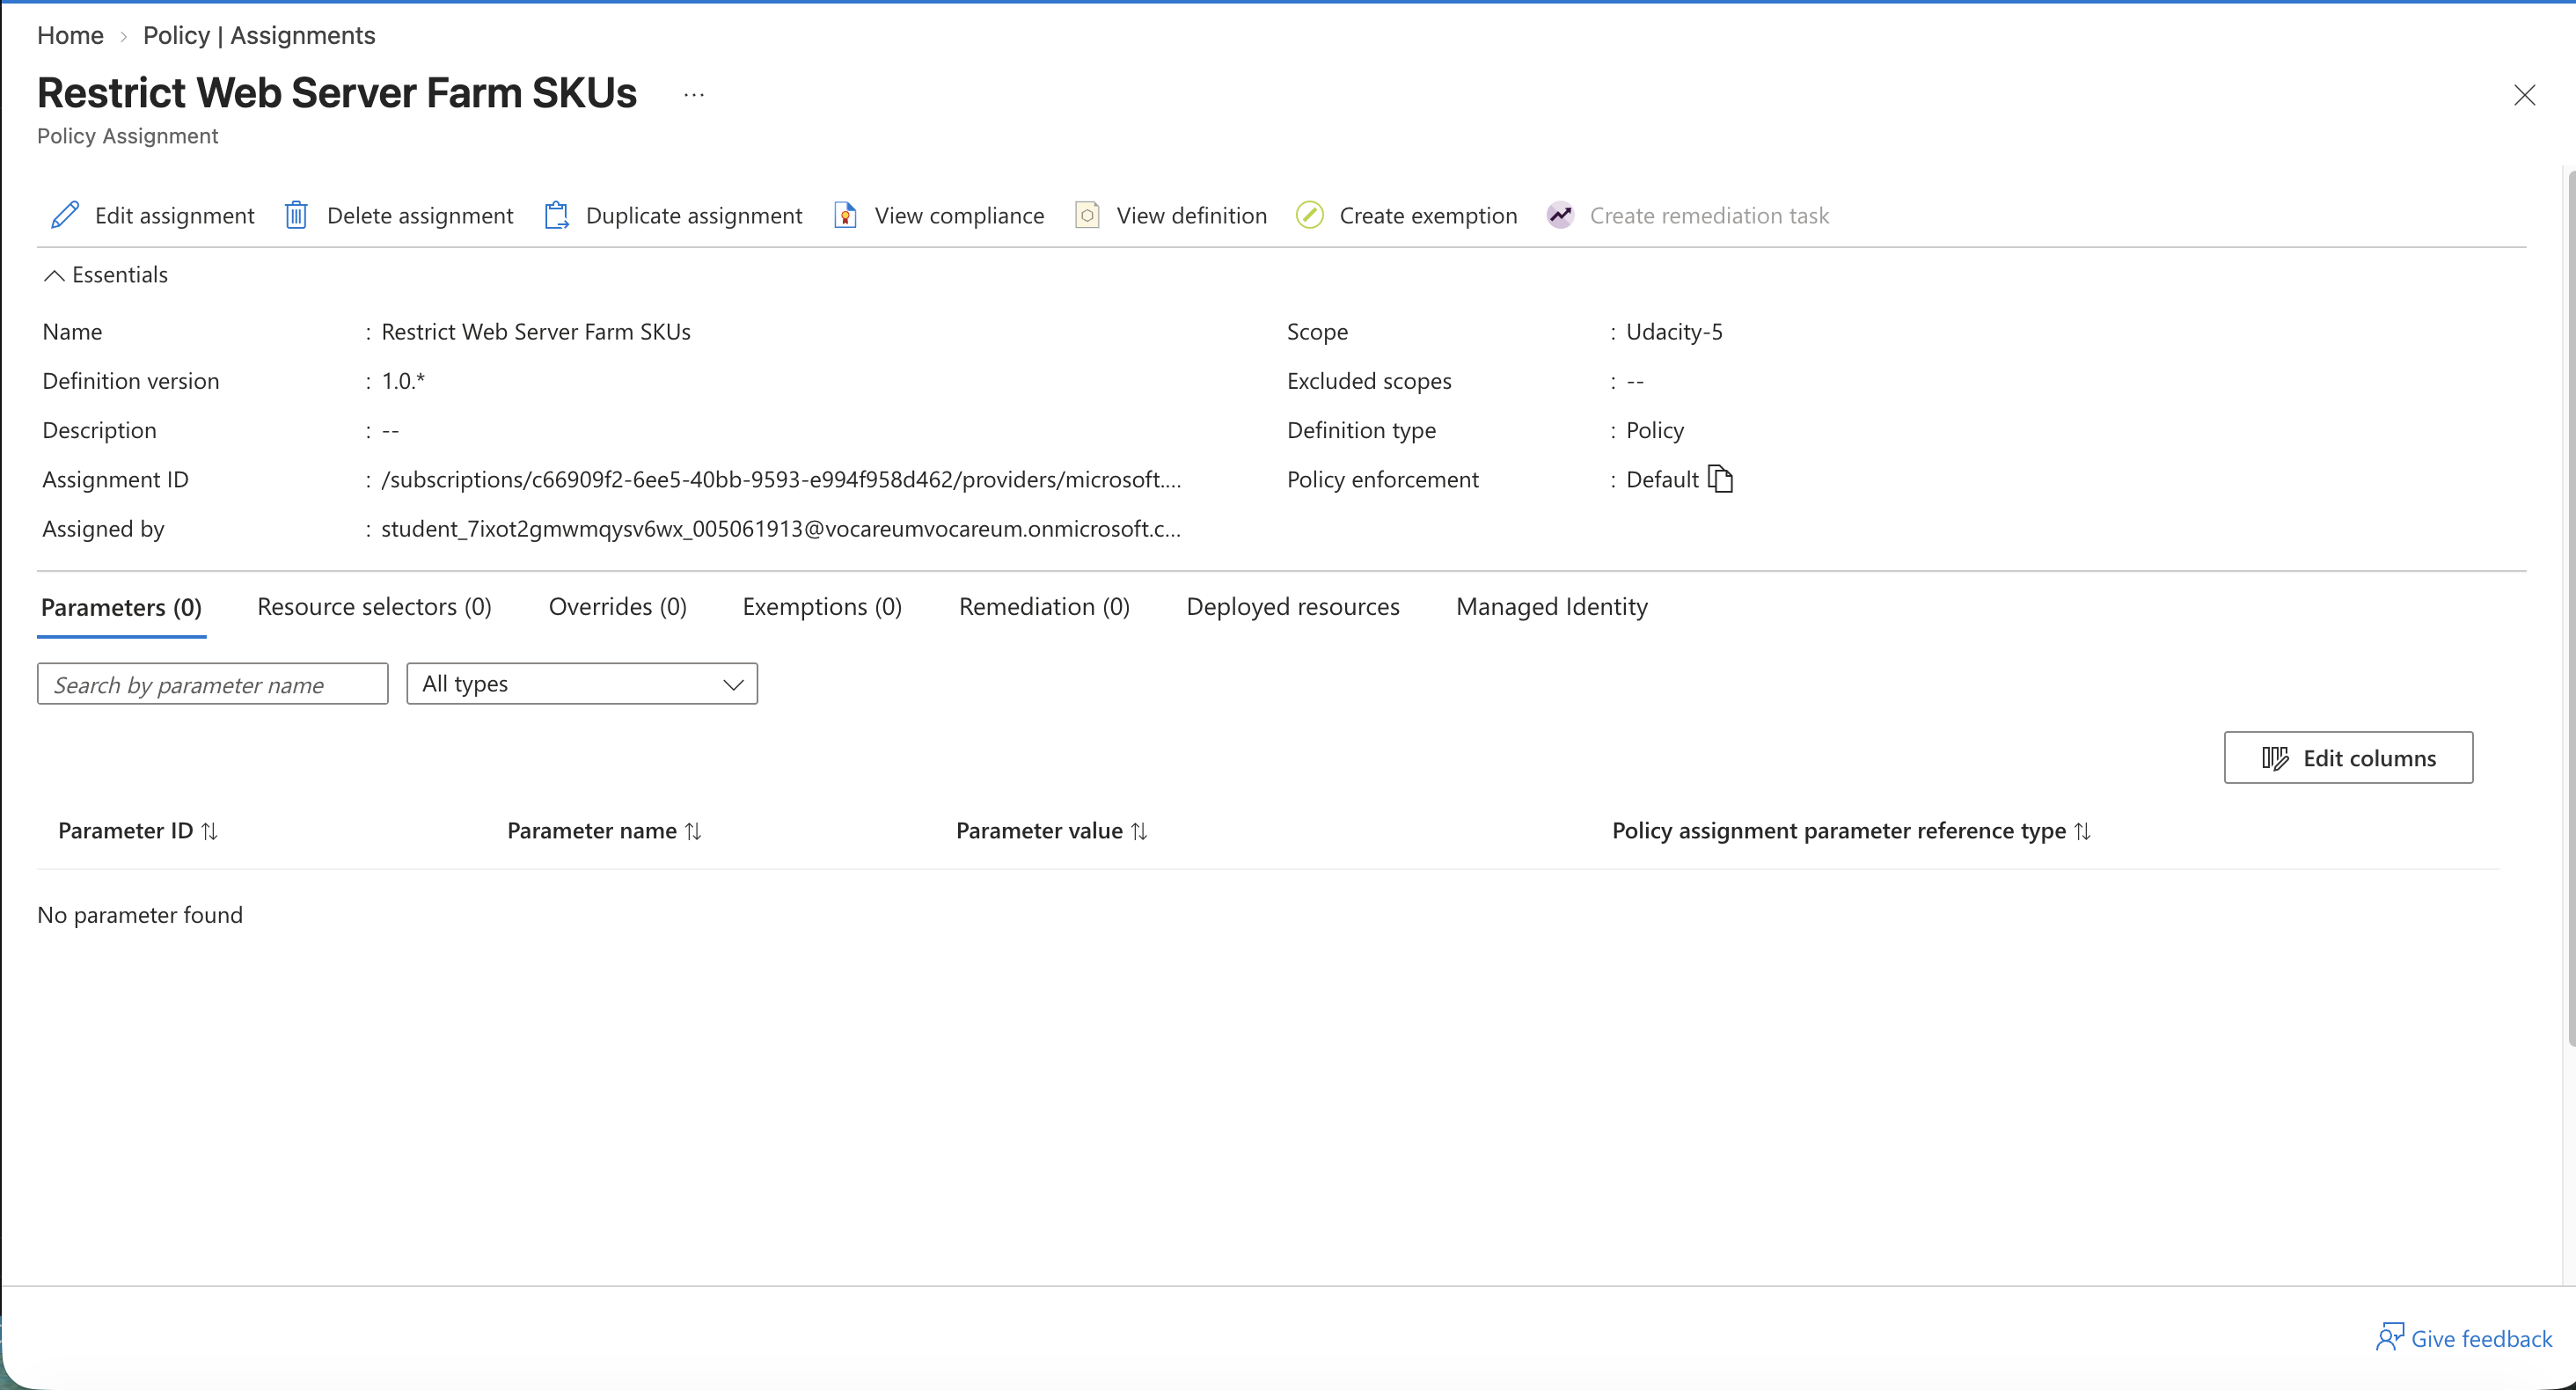 Home > Policy | Assignments
Restrict Web Server Farm SKUs ...
Policy Assignment
Edit assignment Delete assignment Duplicate assignment View compliance View definition Create exemption Create remediation task
Essentials
Name : Restrict Web Server Farm SKUs
Definition version : 1.0.*
Description : --
Assignment ID : /subscriptions/c66909f2-6ee5-40bb-9593-e994f958d462/providers/microsoft....
Assigned by : student_7ixot2gmwmqysv6wx_005061913@vocareumvocareum.onmicrosoft.c...
Scope : Udacity-5
Excluded scopes : --
Definition type : Policy
Policy enforcement : Default
Parameters (0) Resource selectors (0) Overrides (0) Exemptions (0) Remediation (0) Deployed resources Managed Identity
Search by parameter name All types
Edit columns
Parameter ID Parameter name Parameter value Policy assignment parameter reference type
No parameter found
Give feedback